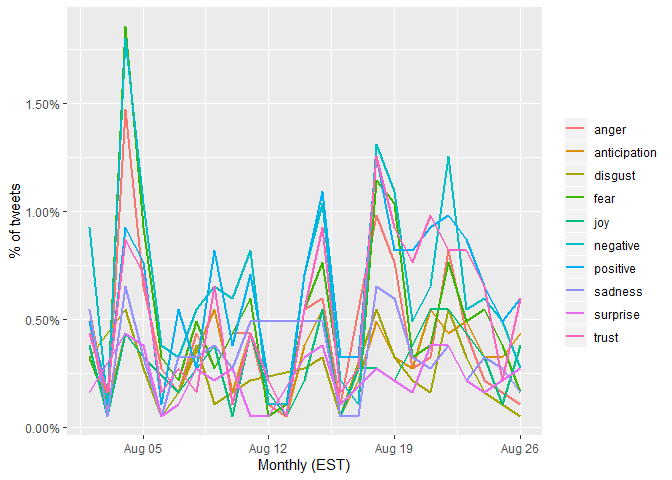 % of tweets
1.50%
1.00%
0.50%
0.00%
Aug 05 Aug 12 Aug 19 Aug 26
Monthly (EST)
anger
anticipation
disgust
fear
joy
negative
positive
sadness
surprise
trust